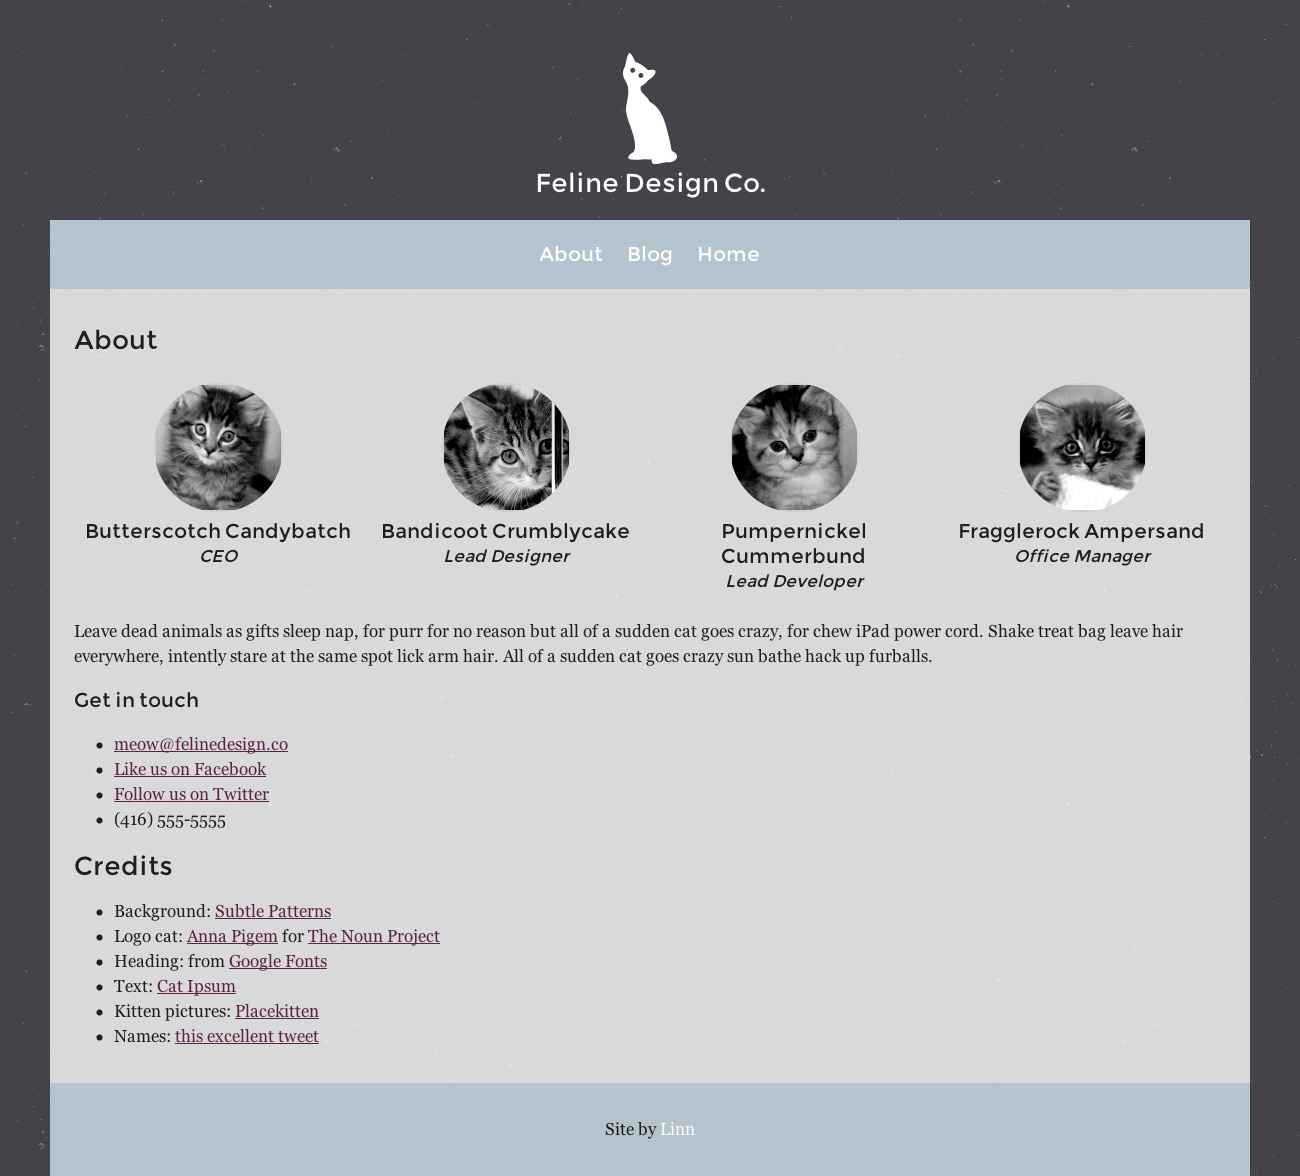 Feline Design Co.
About Blog Home
About
Butterscotch Candybatch
CEO
Bandicoot Crumblycake
Lead Designer
Pumpernickel
Cummerbund
Lead Developer
Fragglerock Ampersand
Office Manager
Leave dead animals as gifts sleep nap, for purr for no reason but all of a sudden cat goes crazy, for chew iPad power cord. Shake treat bag leave hair
everywhere, intently stare at the same spot lick arm hair. All of a sudden cat goes crazy sun bathe hack up furballs.
Get in touch
meow@felinedesign.co
Like us on Facebook
Follow us on Twitter
(416) 555-5555
Credits
Background: Subtle Patterns
Logo cat: Anna Pigem for The Noun Project
Heading: from Google Fonts
Text: Cat Ipsum
Kitten pictures: Placekitten
Names: this excellent tweet
Site by Linn